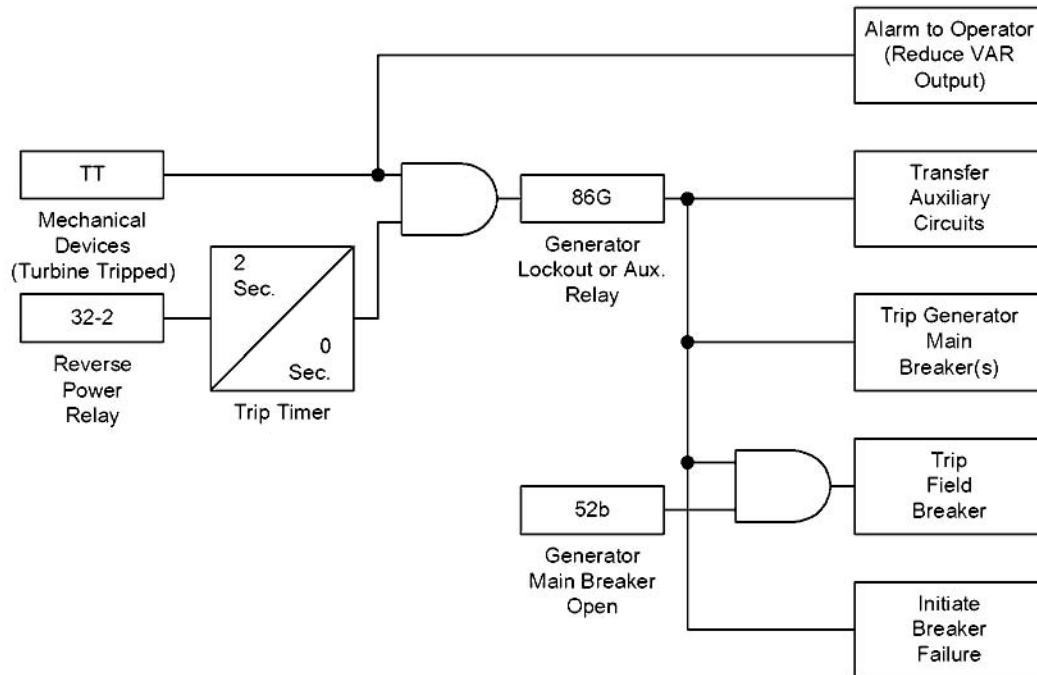 Alarm to Operator
(Reduce VAR
Output)
TT
Mechanical
Devices
(Turbine Tripped)
86G
Generator
Lockout or Aux.
Relay
Transfer
Auxiliary
Circuits
32-2
Reverse
Power
Relay
2
Sec.
0
Sec.
Trip Timer
Trip Generator
Main
Breaker(s)
52b
Generator
Main Breaker
Open
Trip
Field
Breaker
Initiate
Breaker
Failure